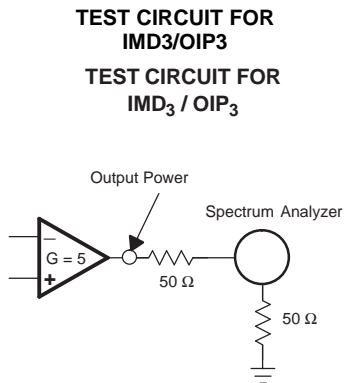 TEST CIRCUIT FOR
IMD3/OIP3
TEST CIRCUIT FOR
IMD₃ / OIP₃
Output Power
Spectrum Analyzer
–
G = 5
+
50 Ω
50 Ω